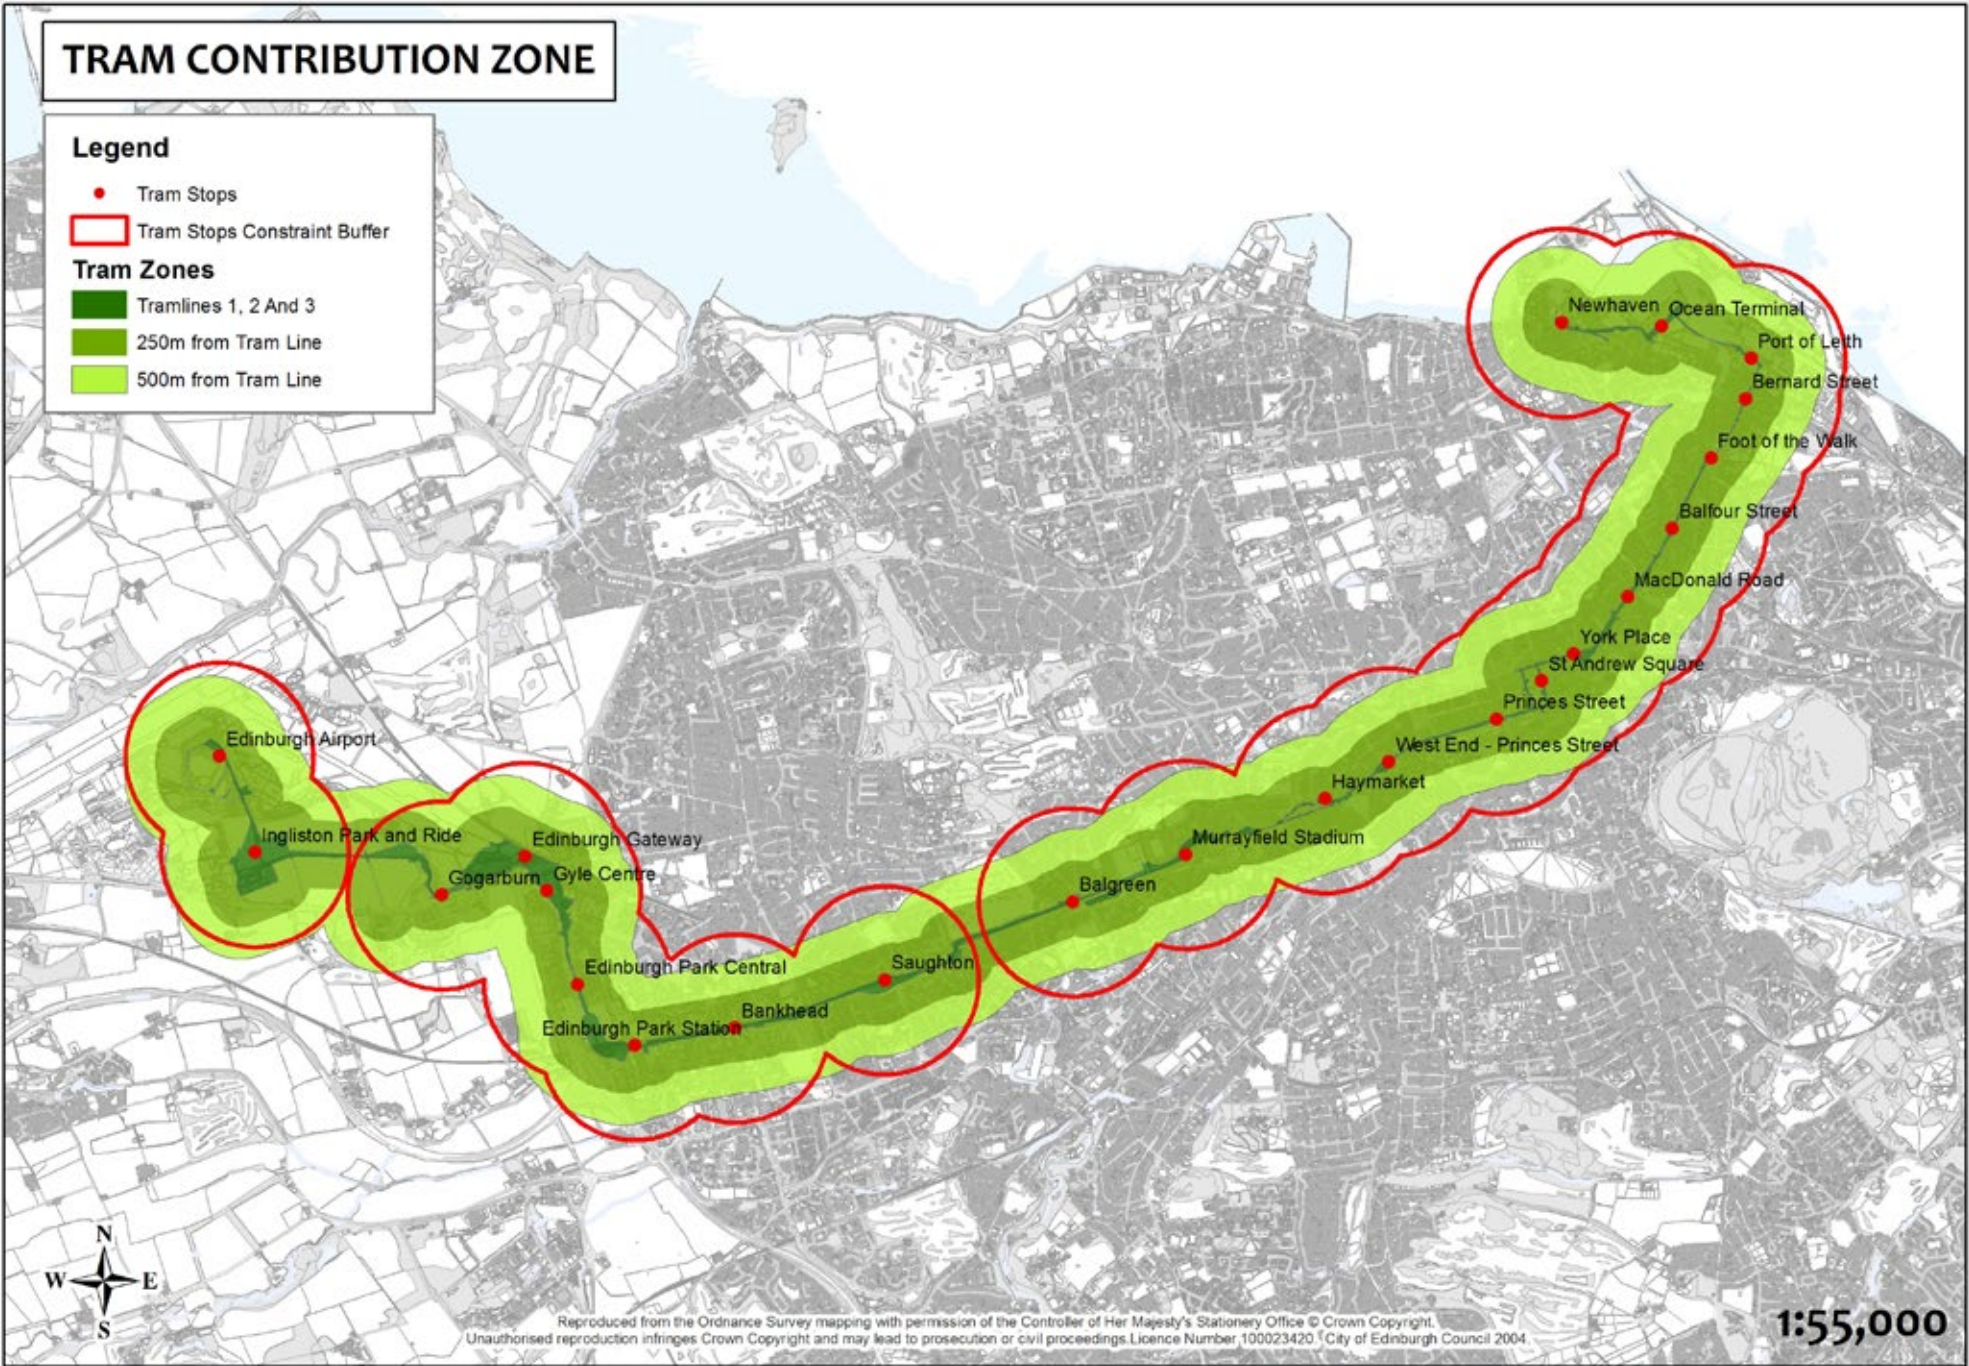 TRAM CONTRIBUTION ZONE
Legend
Tram Stops
Tram Stops Constraint Buffer
Tram Zones
Tramlines 1, 2 And 3
250m from Tram Line
500m from Tram Line
Newhaven
Ocean Terminal
Port of Leith
Bernard Street
Foot of the Walk
Balfour Street
MacDonald Road
York Place
St Andrew Square
Princes Street
West End - Princes Street
Haymarket
Murrayfield Stadium
Balgreen
Edinburgh Airport
Ingliston Park and Ride
Edinburgh Gateway
Gogarburn
Gyle Centre
Edinburgh Park Central
Saughton
Bankhead
Edinburgh Park Station
N
W E
S
Reproduced from the Ordnance Survey mapping with permission of the Controller of Her Majesty's Stationery Office © Crown Copyright.
Unauthorised reproduction infringes Crown Copyright and may lead to prosecution or civil proceedings. Licence Number 100023420. City of Edinburgh Council 2004.
1:55,000